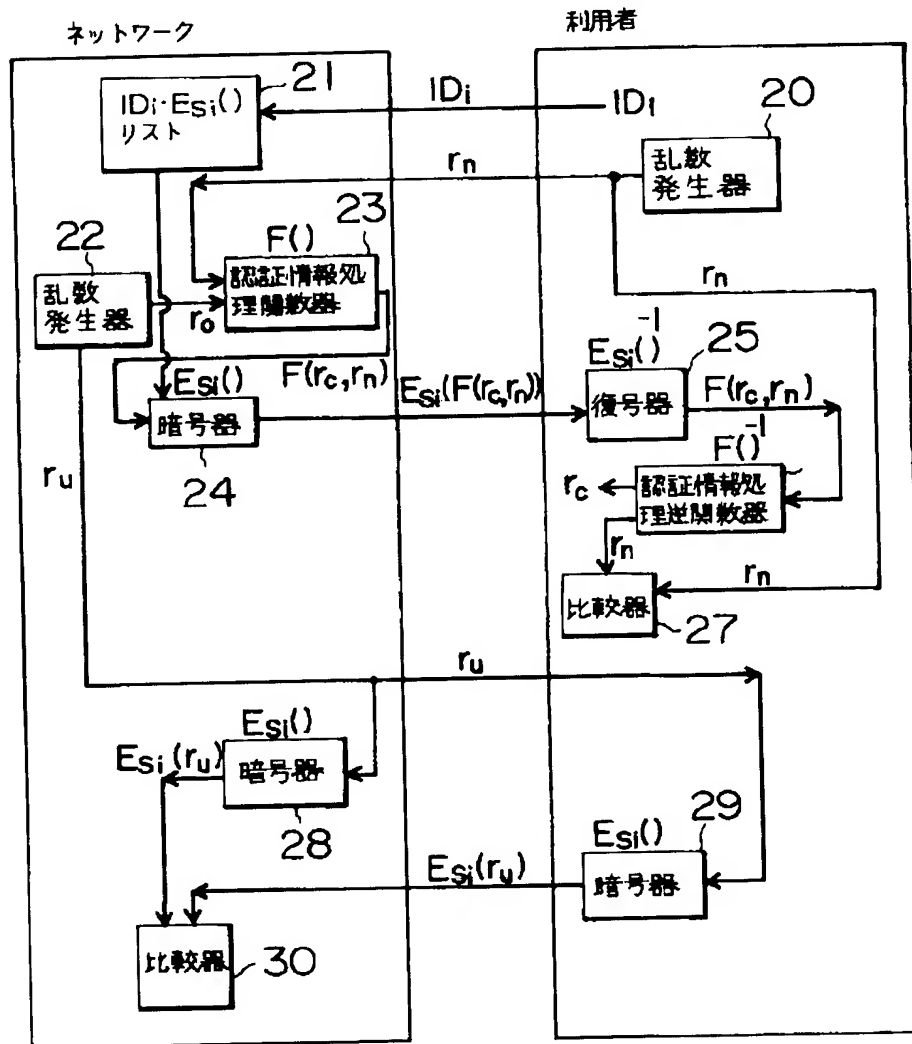 ネットワーク
利用者
21
IDi·ESi()
リスト
IDi
IDi
20
乱数
発生器
rn
23
F()
認証情報処
理関数器
22
乱数
発生器
ro
rn
ESi()
F(rc,rn)
暗号器
24
ESi(F(rc,rn))
ESi()-1
25
復号器
F(rc,rn)
F()-1
認証情報処
理逆関数器
rc
rn
rn
比較器
27
ru
ru
ESi()
ESi(ru)
暗号器
28
ESi()
29
暗号器
ESi(ru)
比較器
30